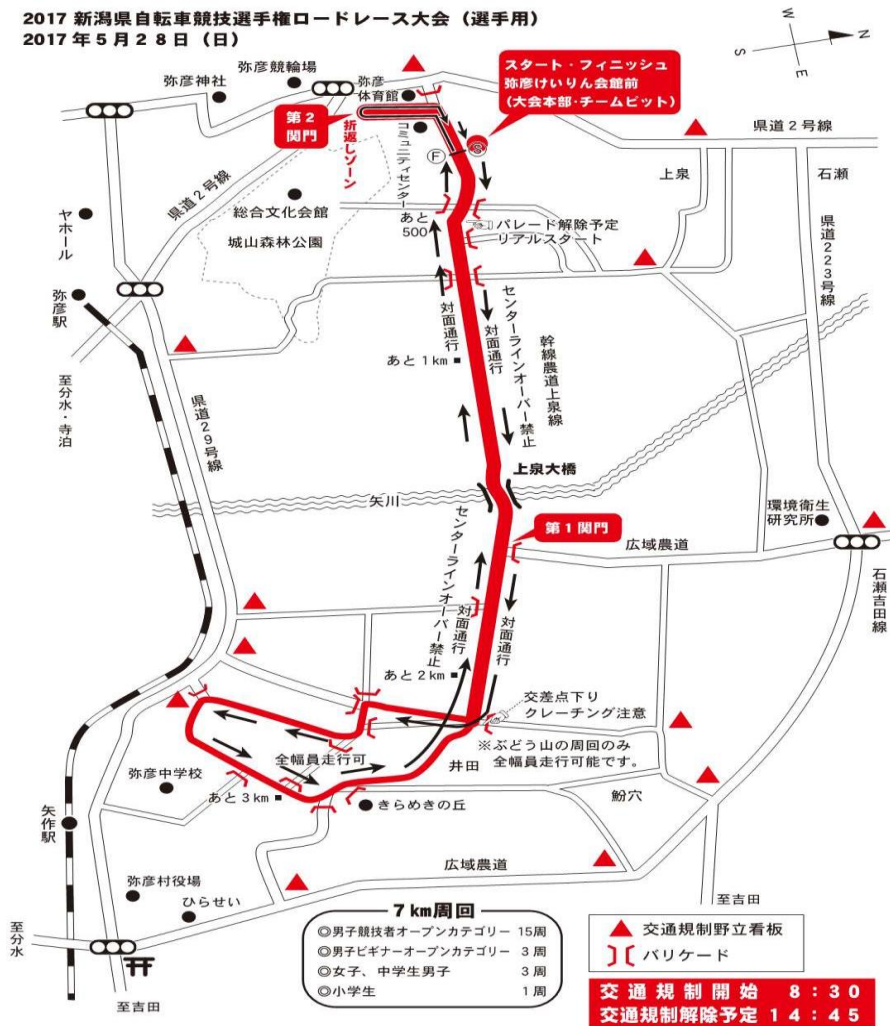 2017 新潟県自転車競技選手権ロードレース大会（選手用）
2017年5月28日（日）
W
N
S
E
スタート・フィニッシュ
弥彦けいりん会館前
(大会本部・チームピット)
弥彦神社
弥彦競輪場
弥彦
体育館
第2
関門
折返しゾーン
コミュニティセンター
F
S
県道2号線
上泉
石瀬
県道2号線
総合文化会館
城山森林公園
ヤホール
弥彦駅
あと
500
パレード解除予定
リアルスタート
県道223号線
至分水・寺泊
県道29号線
対面通行
対面通行
センターラインオーバー禁止
幹線農道上泉線
あと1km
上泉大橋
矢川
第1関門
環境衛生
研究所
広域農道
石瀬吉田線
センターラインオーバー禁止
対面通行
対面通行
あと2km
交差点下り
クレーチング注意
※ぶどう山の周回のみ
全幅員走行可能です。
全幅員走行可
井田
弥彦中学校
あと3km
きらめきの丘
鮒穴
矢作駅
広域農道
弥彦村役場
ひらせい
至吉田
至分水
至吉田
7km周回
◎男子競技者オープンカテゴリー 15周
◎男子ビギナーオープンカテゴリー 3周
◎女子、中学生男子 3周
◎小学生 1周
交通規制野立看板
バリケード
交通規制開始 8：30
交通規制解除予定 14：45